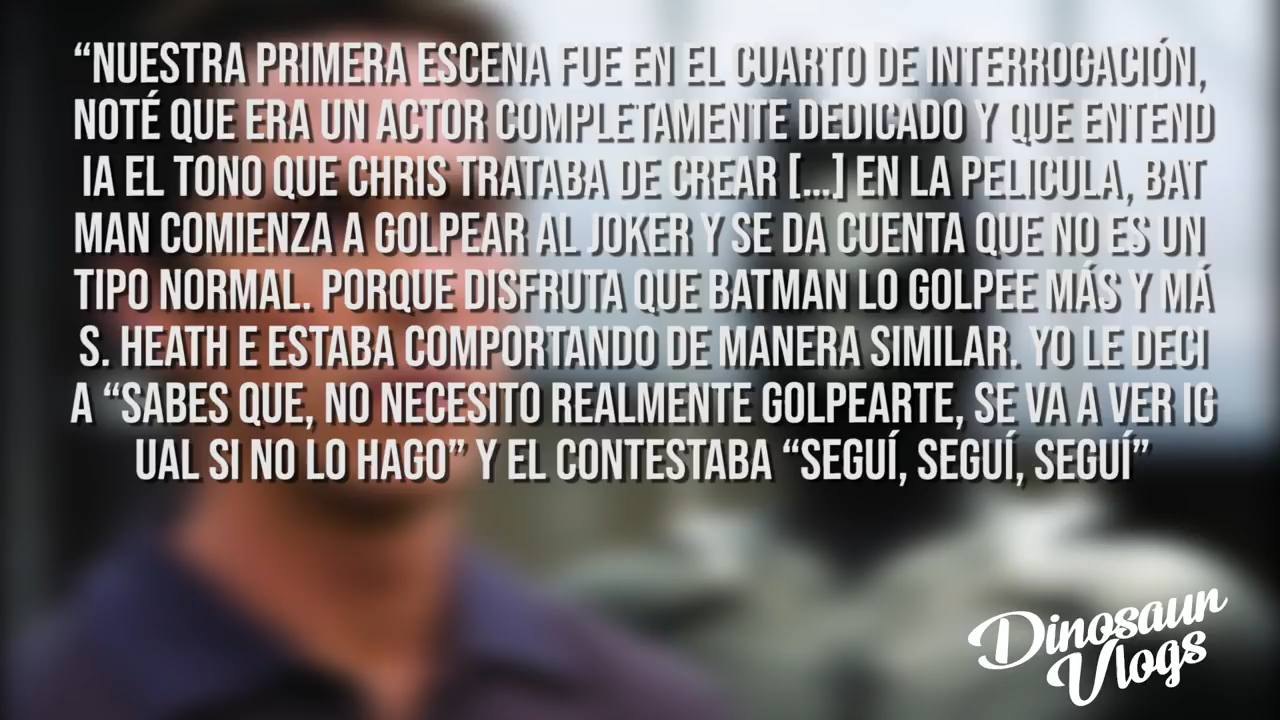 “NUESTRA PRIMERA ESCENA FUE EN EL CUARTO DE INTERROGACIÓN,
NOTÉ QUE ERA UN ACTOR COMPLETAMENTE DEDICADO Y QUE ENTEND
IA EL TONO QUE CHRIS TRATABA DE CREAR [...] EN LA PELICULA, BAT
MAN COMIENZA A GOLPEAR AL JOKER Y SE DA CUENTA QUE NO ES UN
TIPO NORMAL. PORQUE DISFRUTA QUE BATMAN LO GOLPEE MÁS Y MÁ
S. HEATH E ESTABA COMPORTANDO DE MANERA SIMILAR. YO LE DECI
A “SABES QUE, NO NECESITO REALMENTE GOLPEARTE, SE VA A VER IG
UAL SI NO LO HAGO” Y EL CONTESTABA “SEGUÍ, SEGUÍ, SEGUÍ”
Dinosaur
Vlogs